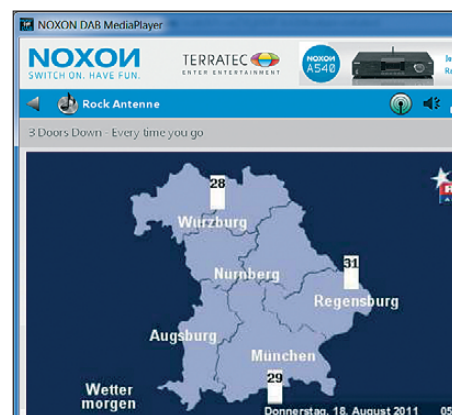 NOXON DAB MediaPlayer
NOXON
SWITCH ON. HAVE FUN.
TERRATEC
ENTER ENTERTAINMENT
NOXON
A540
Rock Antenne
3 Doors Down - Every time you go
28
Würzburg
31
Nürnberg
Regensburg
Augsburg
München
29
Wetter
morgen
Donnerstag, 18. August 2011 05